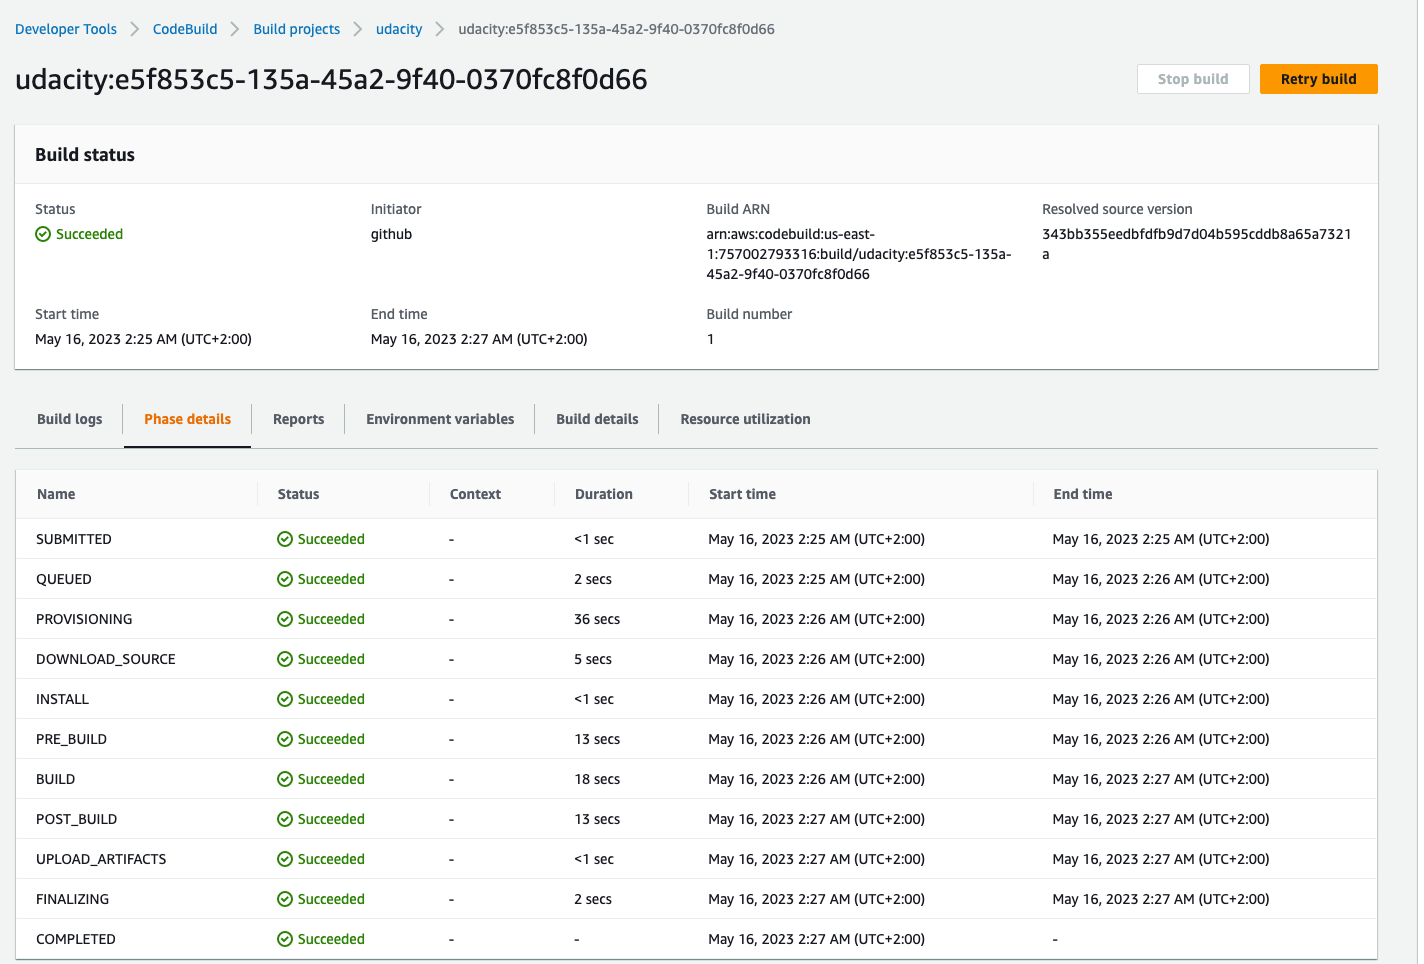 Developer Tools > CodeBuild > Build projects > udacity > udacity:e5f853c5-135a-45a2-9f40-0370fc8f0d66
udacity:e5f853c5-135a-45a2-9f40-0370fc8f0d66
Stop build
Retry build
Build status
Status
Succeeded
Initiator
github
Build ARN
arn:aws:codebuild:us-east-
1:757002793316:build/udacity:e5f853c5-135a-
45a2-9f40-0370fc8f0d66
Resolved source version
343bb355eedbfdfb9d7d04b595cddb8a65a7321
a
Start time
May 16, 2023 2:25 AM (UTC+2:00)
End time
May 16, 2023 2:27 AM (UTC+2:00)
Build number
1
Build logs Phase details Reports Environment variables Build details Resource utilization
Name Status Context Duration Start time End time
SUBMITTED Succeeded - <1 sec May 16, 2023 2:25 AM (UTC+2:00) May 16, 2023 2:25 AM (UTC+2:00)
QUEUED Succeeded - 2 secs May 16, 2023 2:25 AM (UTC+2:00) May 16, 2023 2:26 AM (UTC+2:00)
PROVISIONING Succeeded - 36 secs May 16, 2023 2:26 AM (UTC+2:00) May 16, 2023 2:26 AM (UTC+2:00)
DOWNLOAD_SOURCE Succeeded - 5 secs May 16, 2023 2:26 AM (UTC+2:00) May 16, 2023 2:26 AM (UTC+2:00)
INSTALL Succeeded - <1 sec May 16, 2023 2:26 AM (UTC+2:00) May 16, 2023 2:26 AM (UTC+2:00)
PRE_BUILD Succeeded - 13 secs May 16, 2023 2:26 AM (UTC+2:00) May 16, 2023 2:26 AM (UTC+2:00)
BUILD Succeeded - 18 secs May 16, 2023 2:26 AM (UTC+2:00) May 16, 2023 2:27 AM (UTC+2:00)
POST_BUILD Succeeded - 13 secs May 16, 2023 2:27 AM (UTC+2:00) May 16, 2023 2:27 AM (UTC+2:00)
UPLOAD_ARTIFACTS Succeeded - <1 sec May 16, 2023 2:27 AM (UTC+2:00) May 16, 2023 2:27 AM (UTC+2:00)
FINALIZING Succeeded - 2 secs May 16, 2023 2:27 AM (UTC+2:00) May 16, 2023 2:27 AM (UTC+2:00)
COMPLETED Succeeded - - May 16, 2023 2:27 AM (UTC+2:00) -